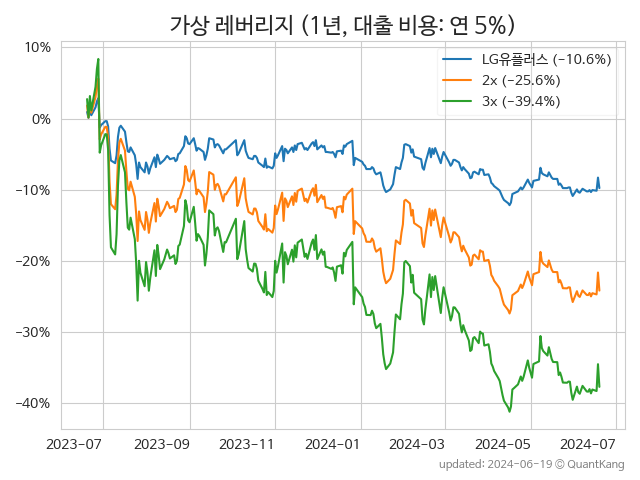 가상 레버리지 (1년, 대출 비용: 연 5%)
10%
0%
−10%
−20%
−30%
−40%
LG유플러스 (−10.6%)
2x (−25.6%)
3x (−39.4%)
2023-07 2023-09 2023-11 2024-01 2024-03 2024-05 2024-07
updated: 2024-06-19 © QuantKang